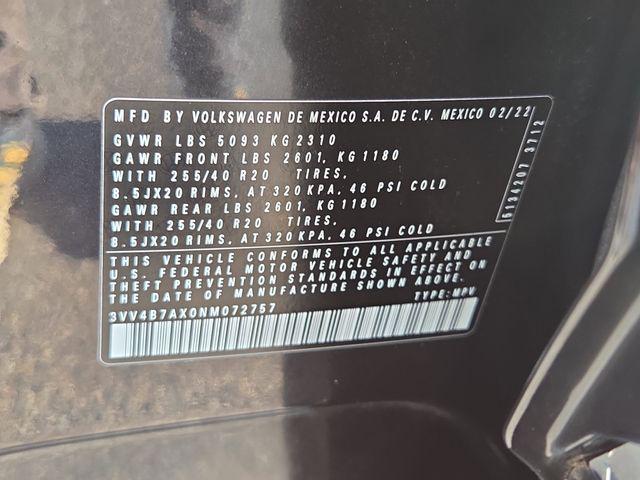 MFD BY VOLKSWAGEN DE MEXICO S.A. DE C.V. MEXICO 02/22
GVWR LBS 5093 KG 2310
GAWR FRONT LBS 2601, KG 1180
WITH 255/40 R20 TIRES,
8.5JX20 RIMS, AT 320 KPA, 46 PSI COLD
GAWR REAR LBS 2601, KG 1180
WITH 255/40 R20 TIRES,
8.5JX20 RIMS, AT 320 KPA, 46 PSI COLD
5134207 3712
THIS VEHICLE CONFORMS TO ALL APPLICABLE
U.S. FEDERAL MOTOR VEHICLE SAFETY AND
THEFT PREVENTION STANDARDS IN EFFECT ON
THE DATE OF MANUFACTURE SHOWN ABOVE.
3VV4B7AX0NM072757 TYPE: MPV